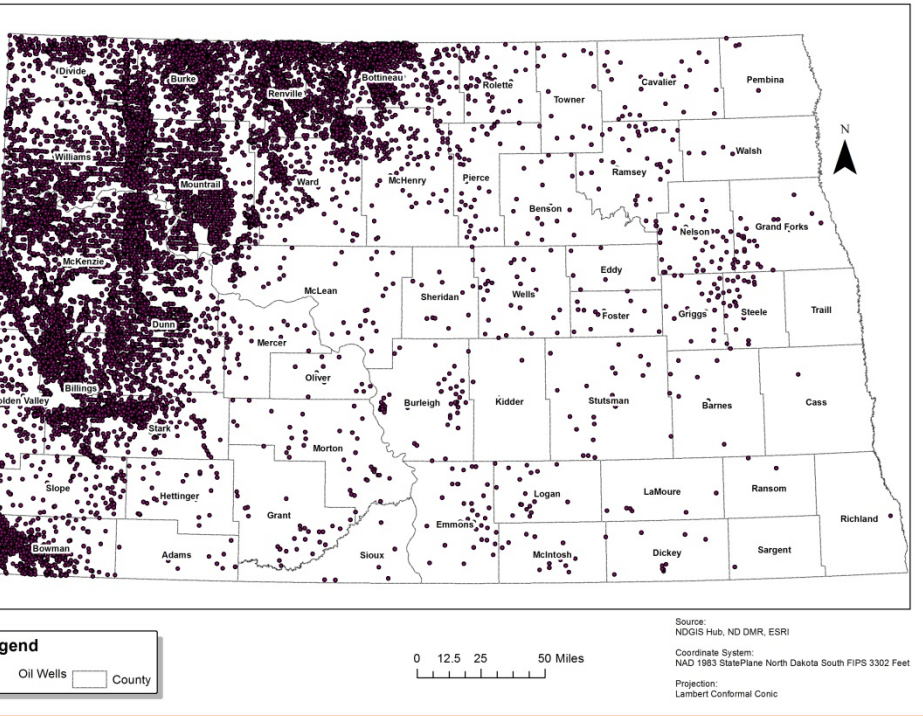 Divide
Burke
Renville
Bottineau
Rolette
Towner
Cavalier
Pembina
Williams
Mountrail
Ward
McHenry
Pierce
Benson
Ramsey
Walsh
N
McKenzie
McLean
Sheridan
Wells
Eddy
Foster
Nelson
Grand Forks
Griggs
Steele
Traill
Dunn
Mercer
Oliver
Billings
olden Valley
Stark
Burleigh
Kidder
Stutsman
Barnes
Cass
Morton
Slope
Hettinger
Grant
Emmons
Logan
LaMoure
Ransom
Richland
Bowman
Adams
Sioux
McIntosh
Dickey
Sargent
gend
Oil Wells
County
0 12.5 25 50 Miles
Source:
NDGIS Hub, ND DMR, ESRI
Coordinate System:
NAD 1983 StatePlane North Dakota South FIPS 3302 Feet
Projection:
Lambert Conformal Conic